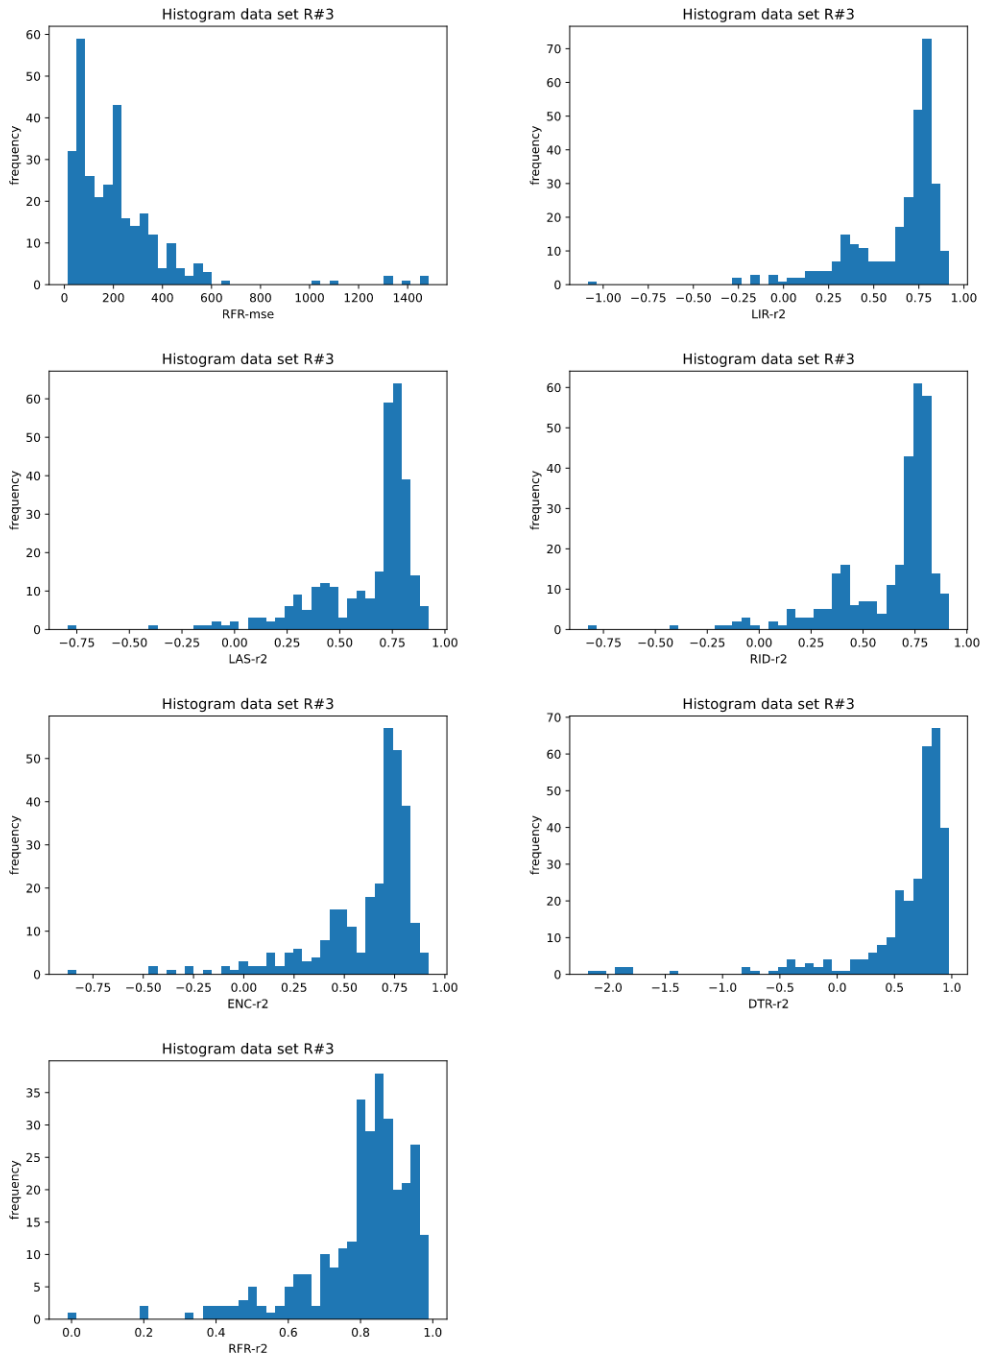 Histogram data set R#3
frequency
60
50
40
30
20
10
0
0 200 400 600 800 1000 1200 1400
RFR-mse
Histogram data set R#3
frequency
70
60
50
40
30
20
10
0
−1.00 −0.75 −0.50 −0.25 0.00 0.25 0.50 0.75 1.00
LIR-r2
Histogram data set R#3
frequency
60
50
40
30
20
10
0
−0.75 −0.50 −0.25 0.00 0.25 0.50 0.75 1.00
LAS-r2
Histogram data set R#3
frequency
60
50
40
30
20
10
0
−0.75 −0.50 −0.25 0.00 0.25 0.50 0.75 1.00
RID-r2
Histogram data set R#3
frequency
50
40
30
20
10
0
−0.75 −0.50 −0.25 0.00 0.25 0.50 0.75 1.00
ENC-r2
Histogram data set R#3
frequency
70
60
50
40
30
20
10
0
−2.0 −1.5 −1.0 −0.5 0.0 0.5 1.0
DTR-r2
Histogram data set R#3
frequency
35
30
25
20
15
10
5
0
0.0 0.2 0.4 0.6 0.8 1.0
RFR-r2